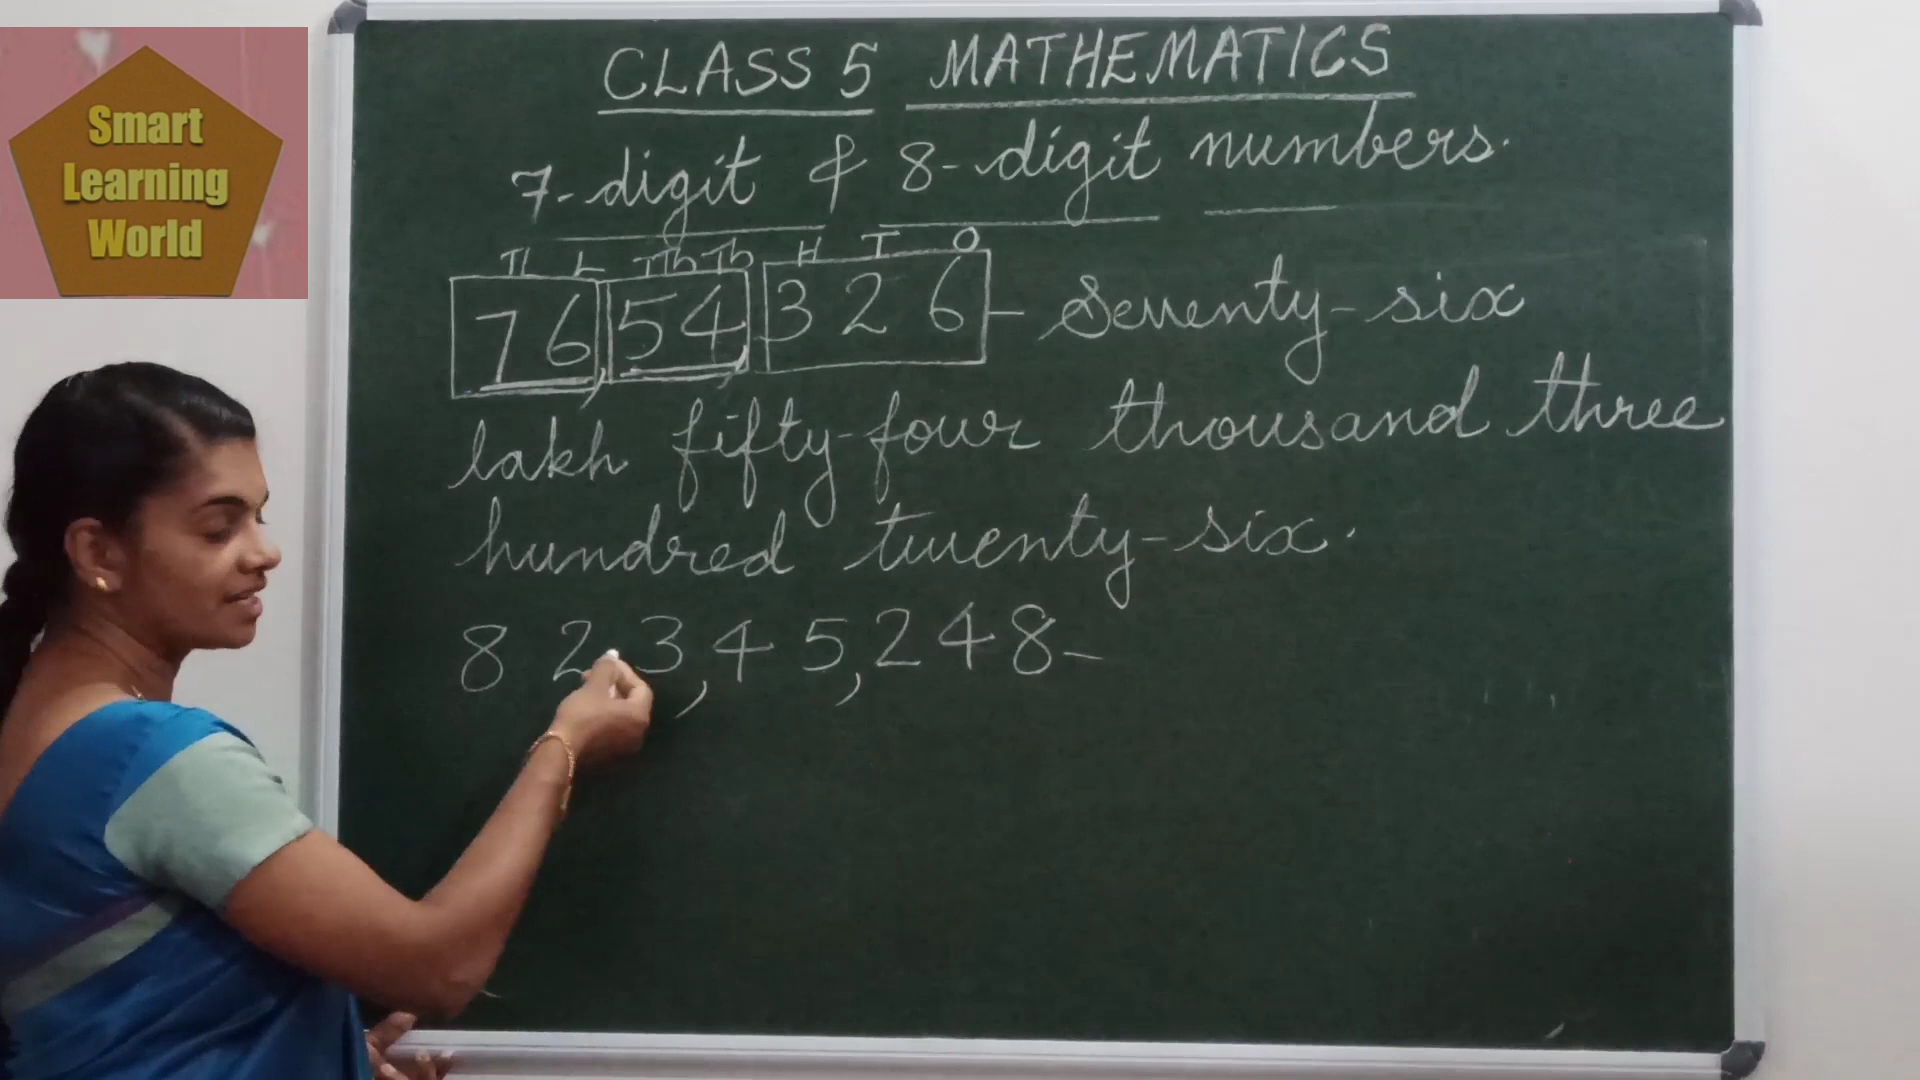 Smart
Learning
World
CLASS 5 MATHEMATICS
7-digit & 8-digit numbers.
TL L TTh Th H T O
76,54,326 - Seventy-six
lakh fifty-four thousand three
hundred twenty-six.
8 2 3,4 5,2 4 8 -